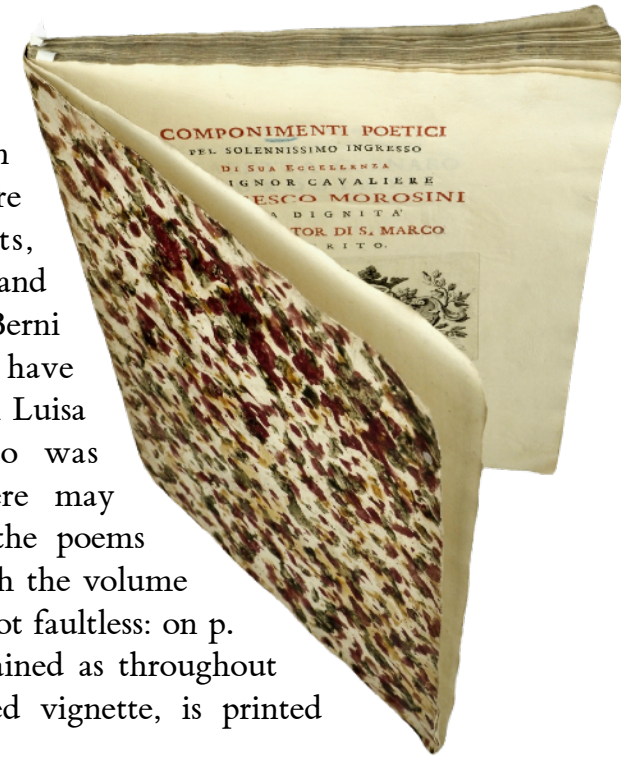 COMPONIMENTI POETICI
PEL SOLENNISSIMO INGRESSO
DI SUA ECCELLENZA
IGNOR CAVALIERE
ESCO MOROSINI
A DIGNITA'
TOR DI S. MARCO
RITO.
n
re
ts,
and
Berni
have
Luisa
o was
ere may
the poems
h the volume
ot faultless: on p.
ained as throughout
ed vignette, is printed